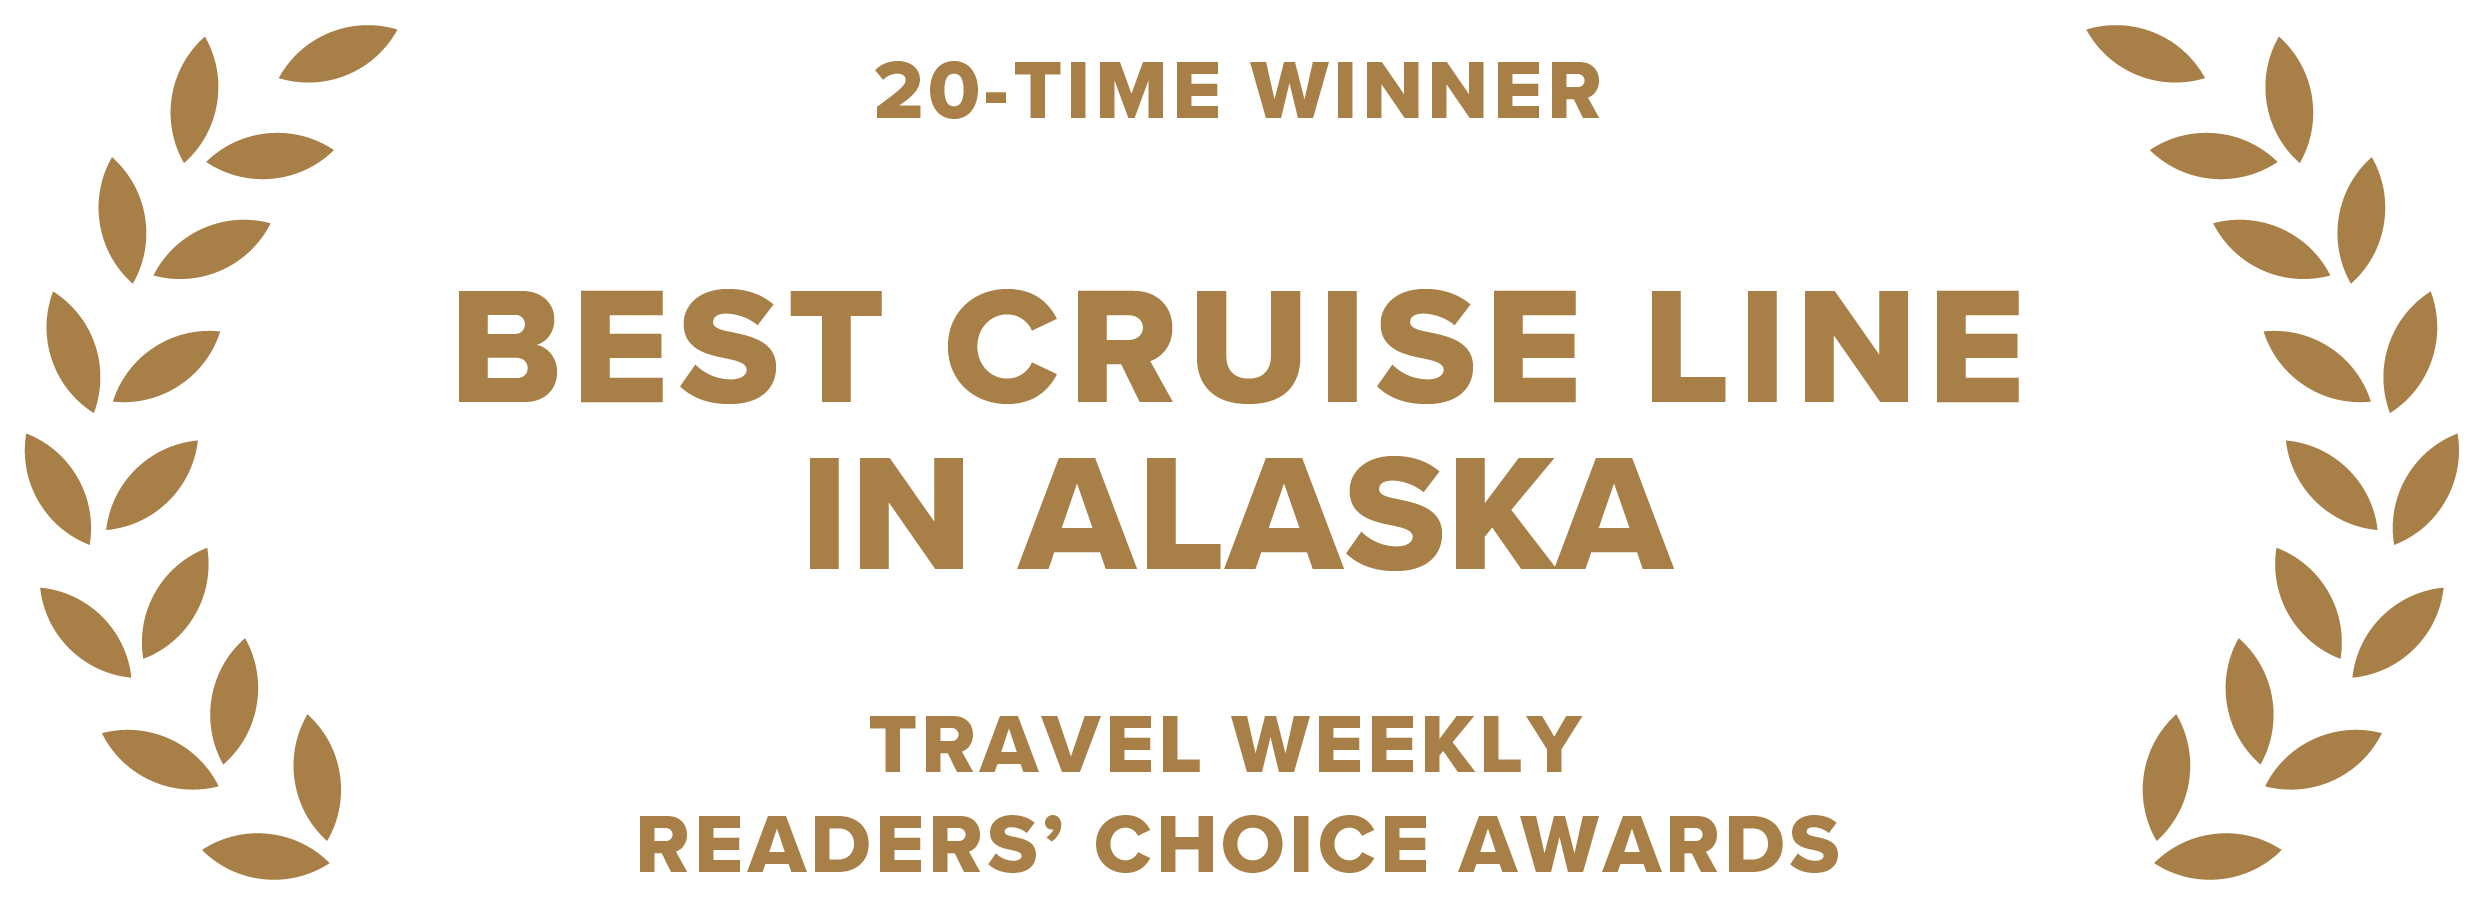 20-TIME WINNER
BEST CRUISE LINE
IN ALASKA
TRAVEL WEEKLY
READERS’ CHOICE AWARDS